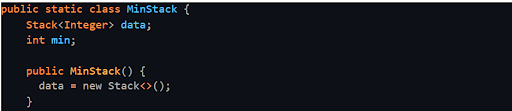 public static class MinStack {
    Stack<Integer> data;
    int min;

    public MinStack() {
      data = new Stack<>();
    }